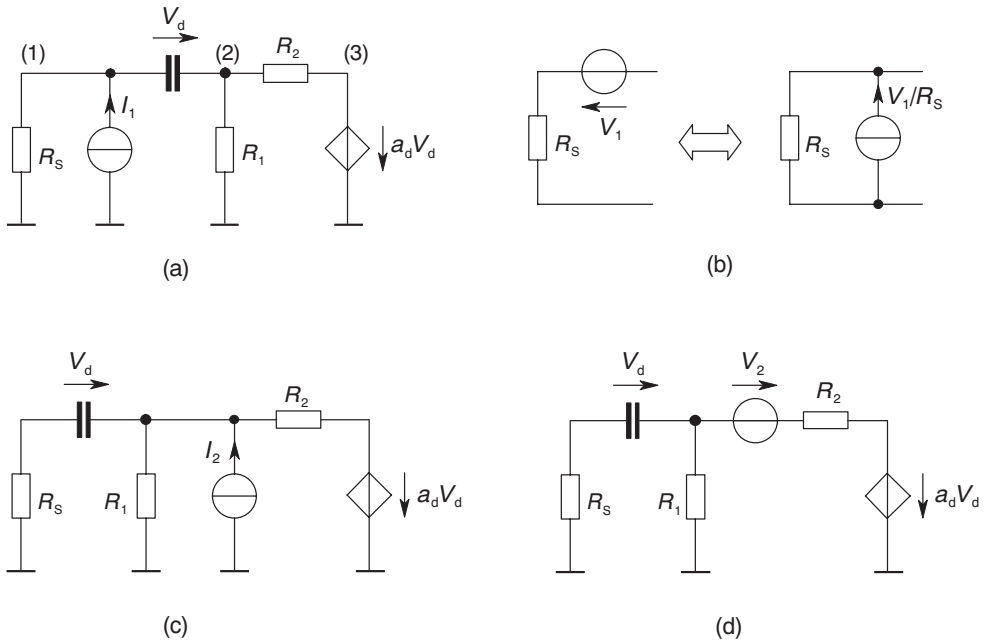 V_d
(1) (2) R_2 (3)
I_1
R_S R_1 a_dV_d
(a)
V_1 V_1/R_S
R_S R_S
(b)
V_d
R_2
I_2
R_S R_1 a_dV_d
(c)
V_d V_2 R_2
R_S R_1 a_dV_d
(d)